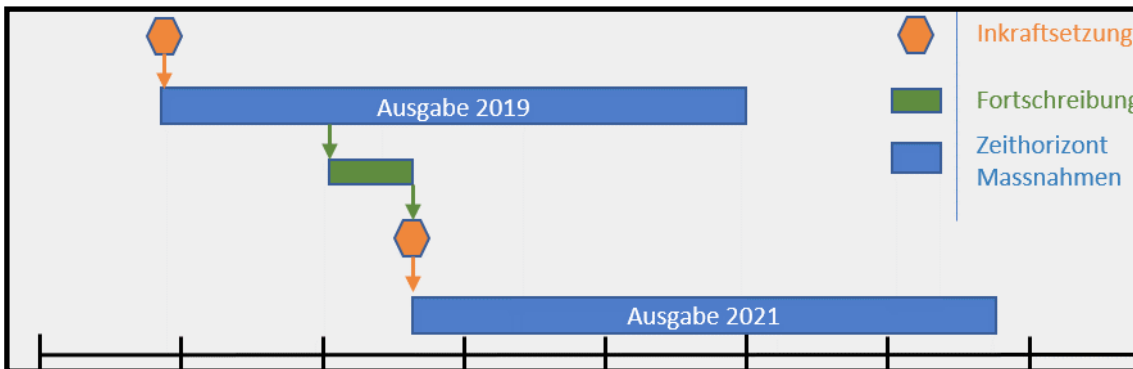 Inkraftsetzung
Ausgabe 2019
Fortschreibung
Zeithorizont
Massnahmen
Ausgabe 2021